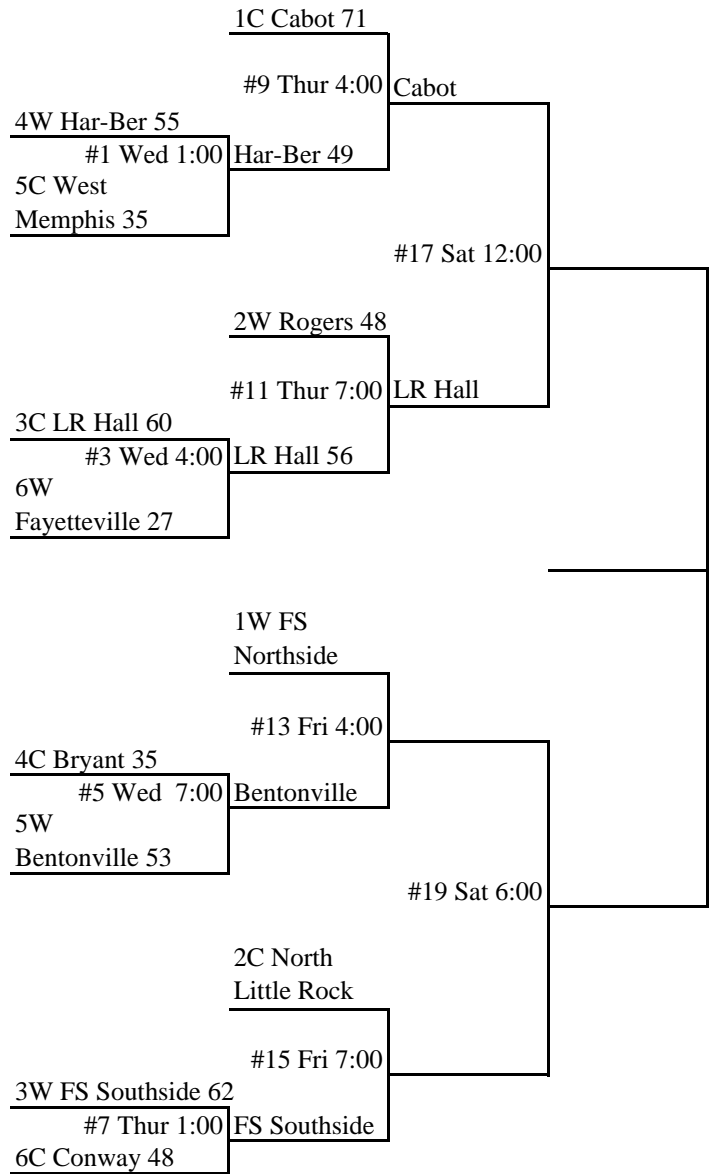 1C Cabot 71
#9 Thur 4:00
Cabot
4W Har-Ber 55
#1 Wed 1:00
Har-Ber 49
5C West
Memphis 35
#17 Sat 12:00
2W Rogers 48
#11 Thur 7:00
LR Hall
3C LR Hall 60
#3 Wed 4:00
LR Hall 56
6W
Fayetteville 27
1W FS
Northside
#13 Fri 4:00
4C Bryant 35
#5 Wed  7:00
Bentonville
5W
Bentonville 53
#19 Sat 6:00
2C North
Little Rock
#15 Fri 7:00
3W FS Southside 62
#7 Thur 1:00
FS Southside
6C Conway 48